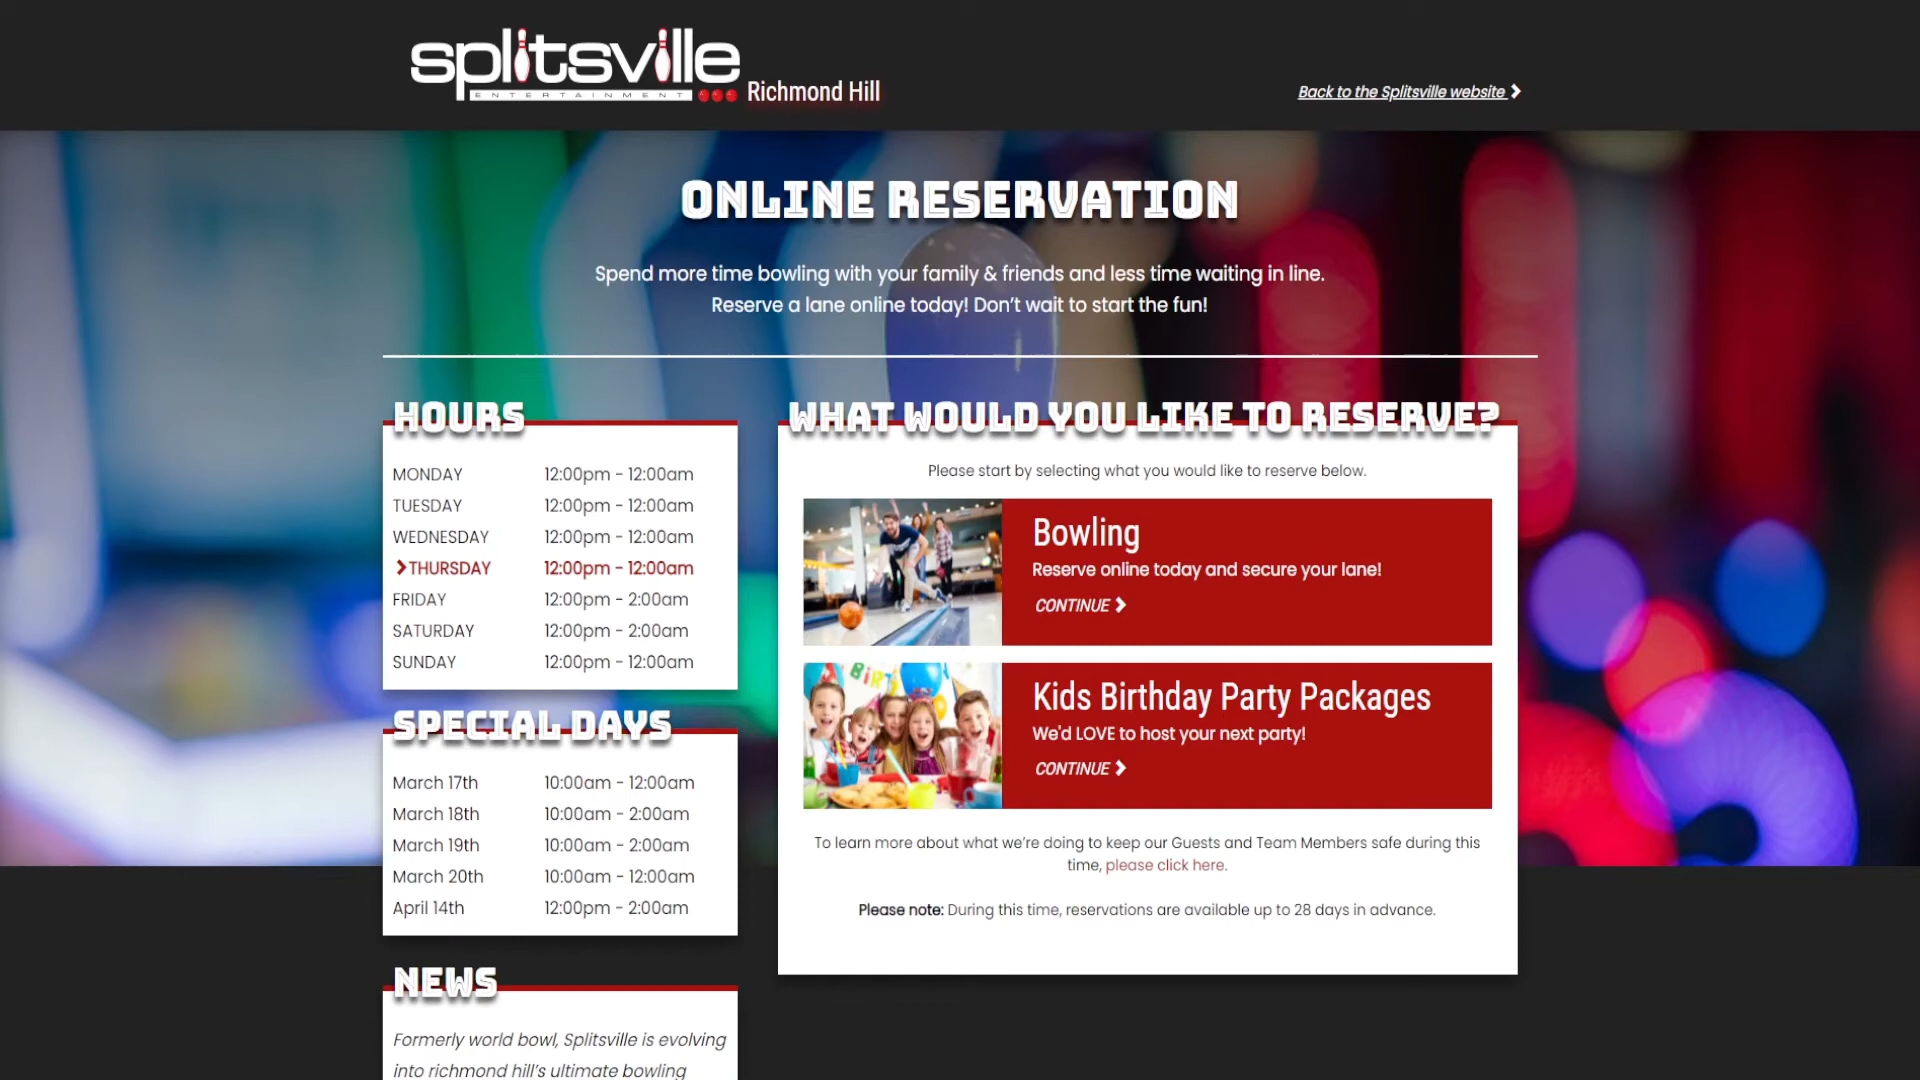 splitsville
ENTERTAINMENT
Richmond Hill
Back to the Splitsville website
ONLINE RESERVATION
Spend more time bowling with your family & friends and less time waiting in line.
Reserve a lane online today! Don’t wait to start the fun!
HOURS
MONDAY 12:00pm - 12:00am
TUESDAY 12:00pm - 12:00am
WEDNESDAY 12:00pm - 12:00am
THURSDAY 12:00pm - 12:00am
FRIDAY 12:00pm - 2:00am
SATURDAY 12:00pm - 2:00am
SUNDAY 12:00pm - 12:00am
SPECIAL DAYS
March 17th 10:00am - 12:00am
March 18th 10:00am - 2:00am
March 19th 10:00am - 2:00am
March 20th 10:00am - 12:00am
April 14th 12:00pm - 2:00am
NEWS
Formerly world bowl, Splitsville is evolving
into richmond hill’s ultimate bowling
WHAT WOULD YOU LIKE TO RESERVE?
Please start by selecting what you would like to reserve below.
Bowling
Reserve online today and secure your lane!
CONTINUE
Kids Birthday Party Packages
We'd LOVE to host your next party!
CONTINUE
To learn more about what we’re doing to keep our Guests and Team Members safe during this
time, please click here.
Please note: During this time, reservations are available up to 28 days in advance.